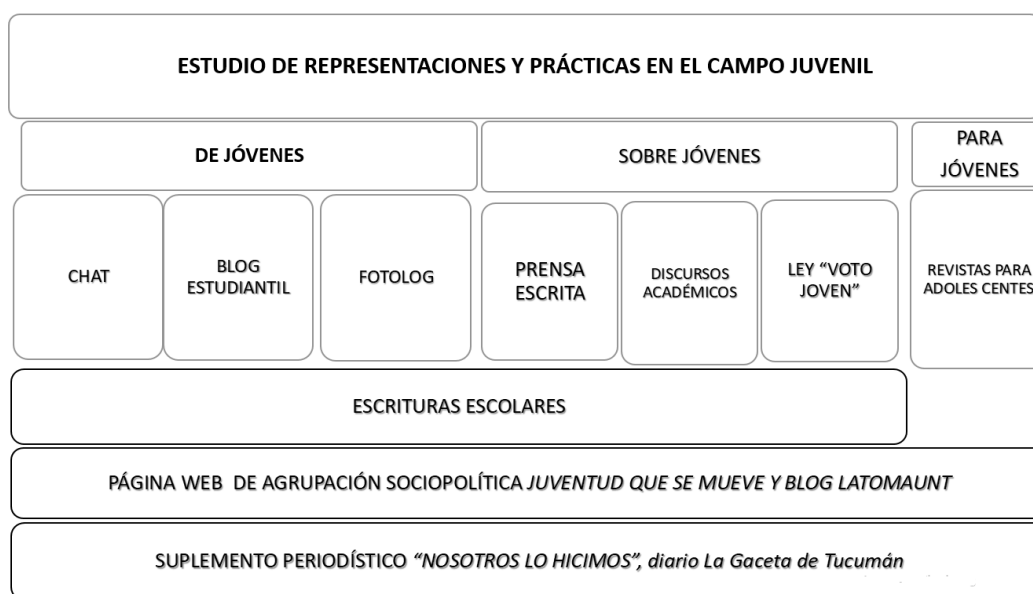 ESTUDIO DE REPRESENTACIONES Y PRÁCTICAS EN EL CAMPO JUVENIL
DE JÓVENES
SOBRE JÓVENES
PARA
JÓVENES
CHAT
BLOG
ESTUDIANTIL
FOTOLOG
PRENSA
ESCRITA
DISCURSOS
ACADÉMICOS
LEY “VOTO
JOVEN”
REVISTAS PARA
ADOLES CENTES
ESCRITURAS ESCOLARES
PÁGINA WEB DE AGRUPACIÓN SOCIOPOLÍTICA JUVENTUD QUE SE MUEVE Y BLOG LATOMAUNT
SUPLEMENTO PERIODÍSTICO “NOSOTROS LO HICIMOS”, diario La Gaceta de Tucumán